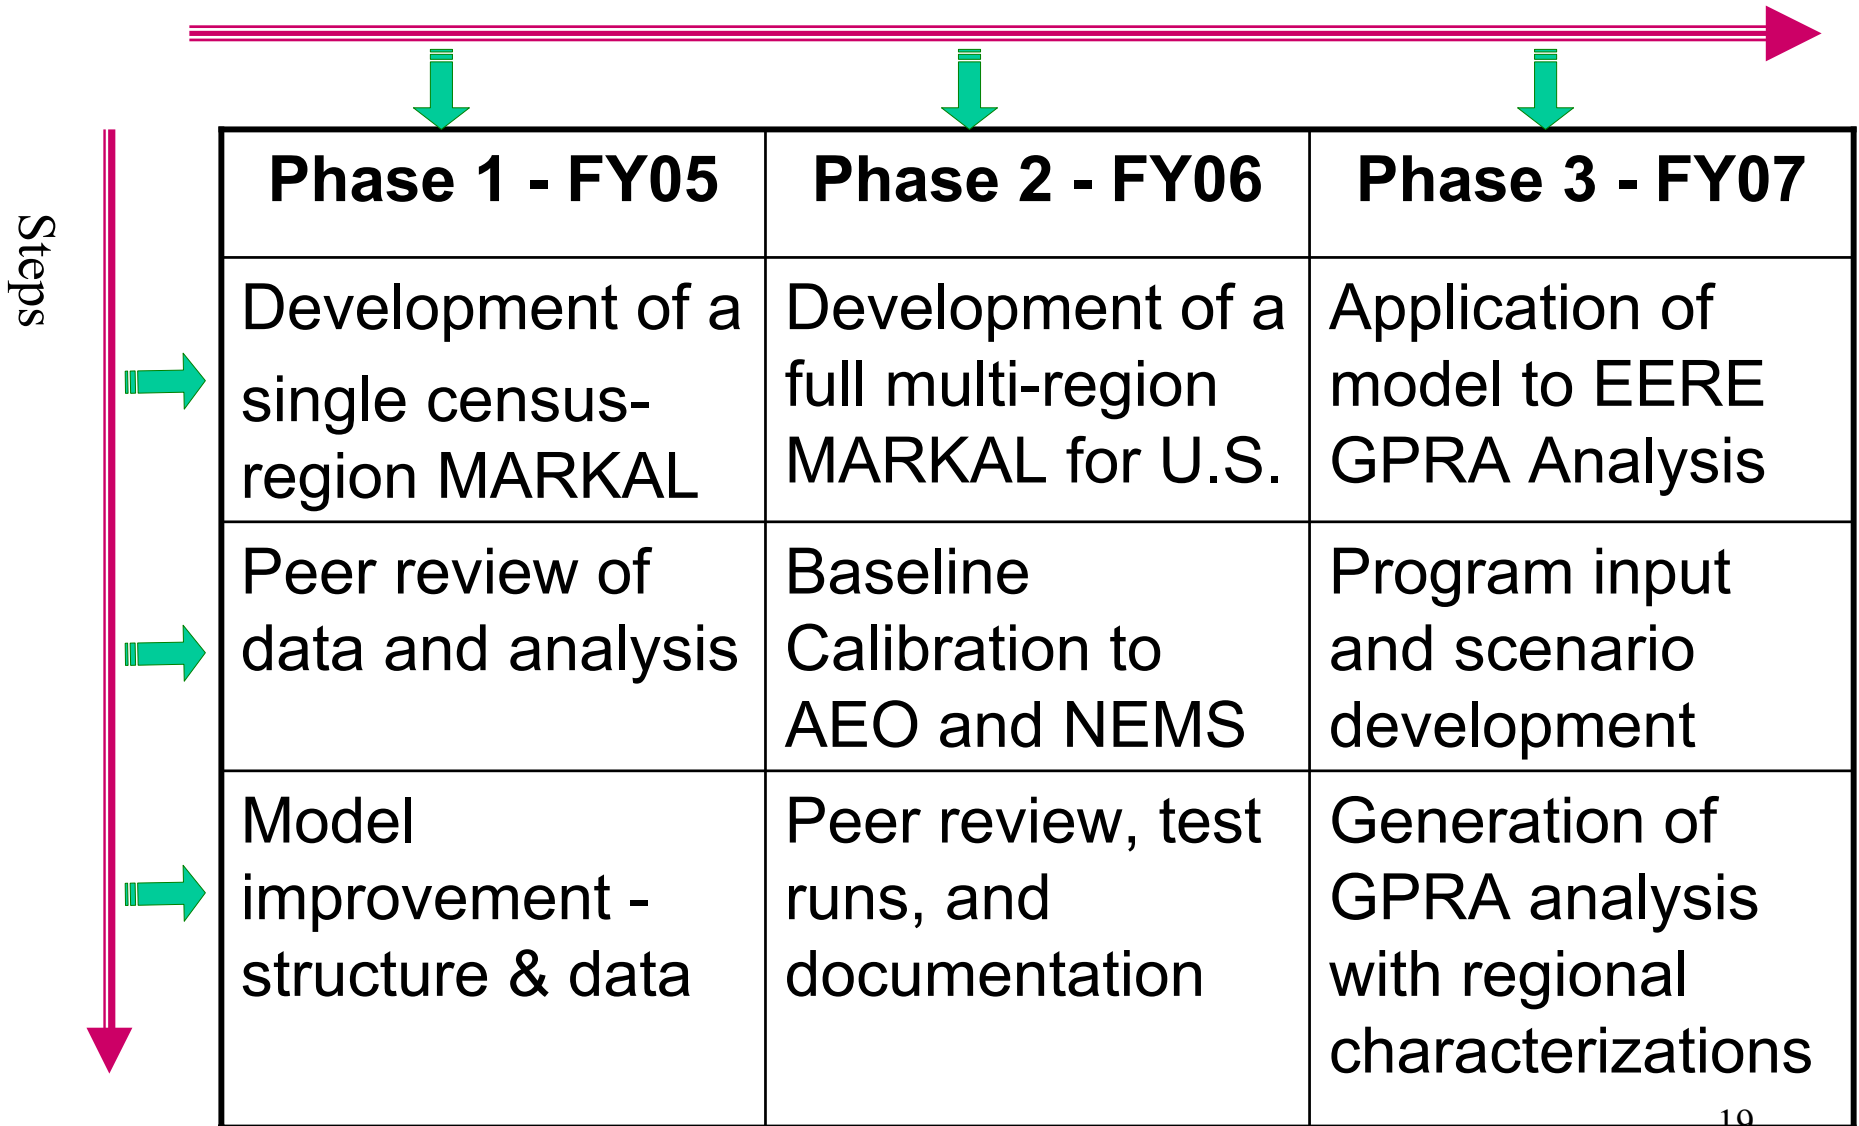 Steps
Phase 1 - FY05
Phase 2 - FY06
Phase 3 - FY07
Development of a
single census-
region MARKAL
Development of a
full multi-region
MARKAL for U.S.
Application of
model to EERE
GPRA Analysis
Peer review of
data and analysis
Baseline
Calibration to
AEO and NEMS
Program input
and scenario
development
Model
improvement -
structure & data
Peer review, test
runs, and
documentation
Generation of
GPRA analysis
with regional
characterizations
19